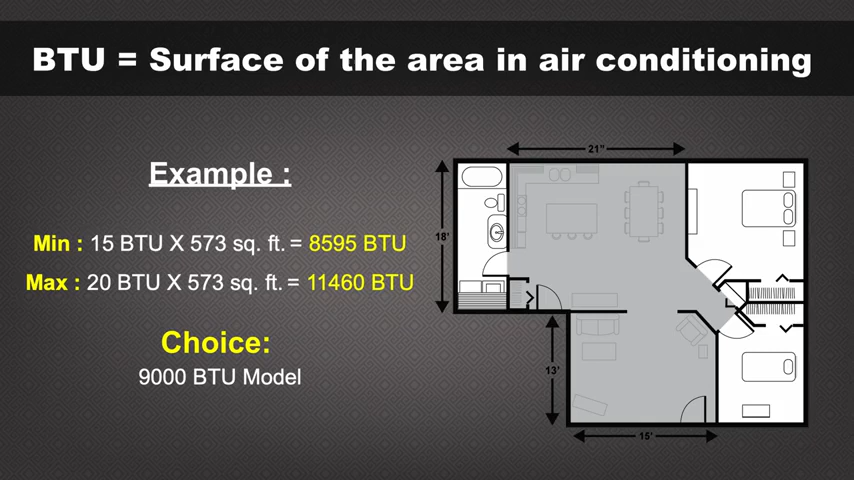 BTU = Surface of the area in air conditioning
Example :
Min : 15 BTU X 573 sq. ft. = 8595 BTU
Max : 20 BTU X 573 sq. ft. = 11460 BTU
Choice:
9000 BTU Model
21"
18'
13'
15'